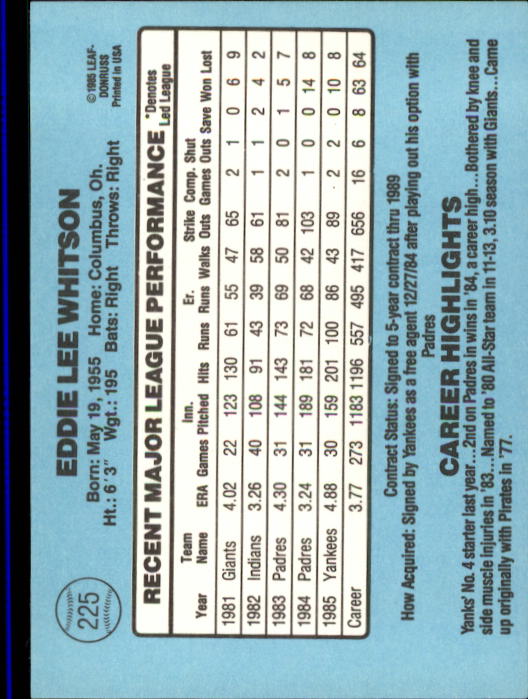 225
EDDIE LEE WHITSON
Born: May 19, 1955 Home: Columbus, Oh.
Ht.: 6'3" Wgt.: 195 Bats: Right Throws: Right
©1985 LEAF-
DONRUSS
Printed in USA
RECENT MAJOR LEAGUE PERFORMANCE
*Denotes
Led League
Team Inn. Er. Strike Comp. Shut
Year Name ERA Games Pitched Hits Runs Runs Walks Outs Games Outs Save Won Lost
1981 Giants 4.02 22 123 130 61 55 47 65 2 1 0 6 9
1982 Indians 3.26 40 108 91 43 39 58 61 1 1 2 4 2
1983 Padres 4.30 31 144 143 73 69 50 81 2 0 1 5 7
1984 Padres 3.24 31 189 181 72 68 42 103 1 0 0 14 8
1985 Yankees 4.88 30 159 201 100 86 43 89 2 2 0 10 8
Career 3.77 273 1183 1196 557 495 417 656 16 6 8 63 64
Contract Status: Signed to 5-year contract thru 1989
How Acquired: Signed by Yankees as a free agent 12/27/84 after playing out his option with
Padres
CAREER HIGHLIGHTS
Yanks' No. 4 starter last year...2nd on Padres in wins in '84, a career high...Bothered by knee and
side muscle injuries in '83...Named to '80 All-Star team in 11-13, 3.10 season with Giants...Came
up originally with Pirates in '77.